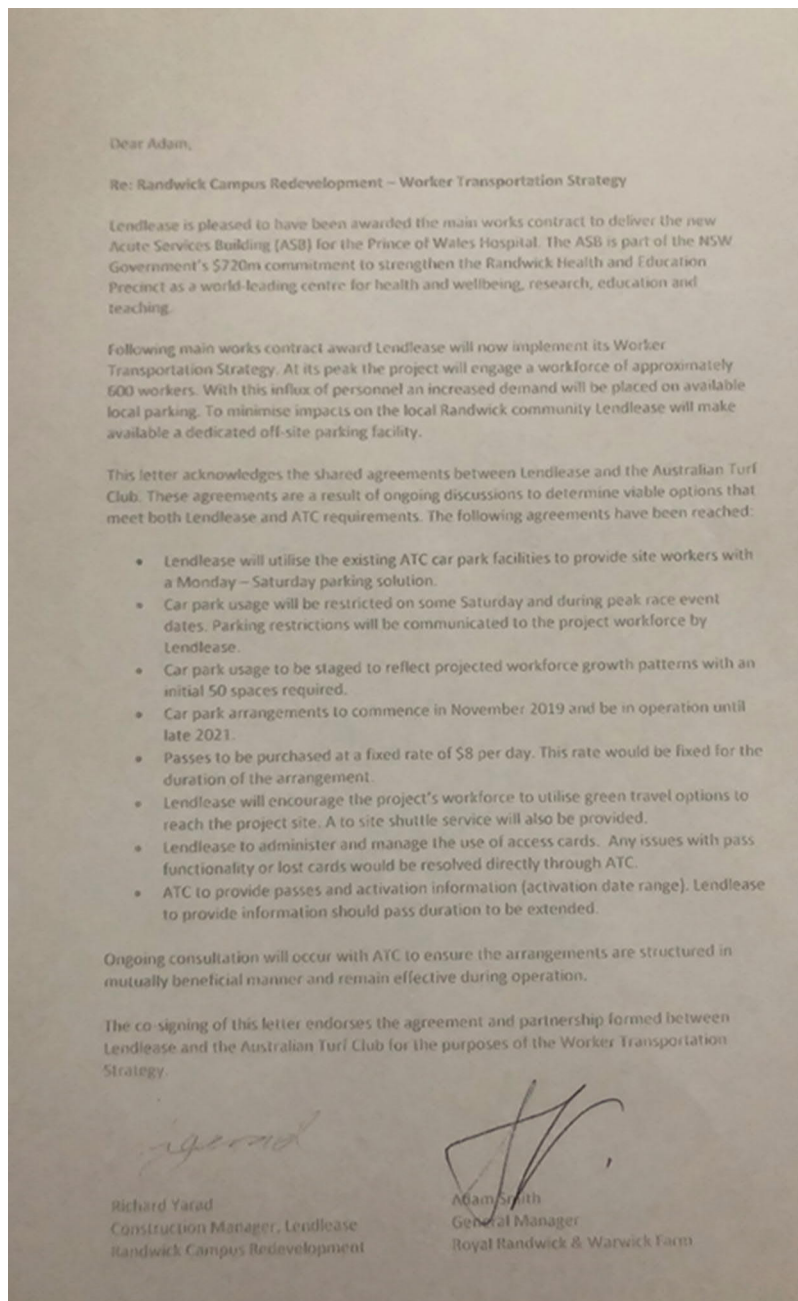 Dear Adam,
Re: Randwick Campus Redevelopment – Worker Transportation Strategy
Lendlease is pleased to have been awarded the main works contract to deliver the new
Acute Services Building (ASB) for the Prince of Wales Hospital. The ASB is part of the NSW
Government's $720m commitment to strengthen the Randwick Health and Education
Precinct as a world-leading centre for health and wellbeing, research, education and
teaching.
Following main works contract award Lendlease will now implement its Worker
Transportation Strategy. At its peak the project will engage a workforce of approximately
600 workers. With this influx of personnel an increased demand will be placed on available
local parking. To minimise impacts on the local Randwick community Lendlease will make
available a dedicated off-site parking facility.
This letter acknowledges the shared agreements between Lendlease and the Australian Turf
Club. These agreements are a result of ongoing discussions to determine viable options that
meet both Lendlease and ATC requirements. The following agreements have been reached:
• Lendlease will utilise the existing ATC car park facilities to provide site workers with
a Monday – Saturday parking solution.
• Car park usage will be restricted on some Saturday and during peak race event
dates. Parking restrictions will be communicated to the project workforce by
Lendlease.
• Car park usage to be staged to reflect projected workforce growth patterns with an
initial 50 spaces required.
• Car park arrangements to commence in November 2019 and be in operation until
late 2021.
• Passes to be purchased at a fixed rate of $8 per day. This rate would be fixed for the
duration of the arrangement.
• Lendlease will encourage the project's workforce to utilise green travel options to
reach the project site. A to site shuttle service will also be provided.
• Lendlease to administer and manage the use of access cards. Any issues with pass
functionality or lost cards would be resolved directly through ATC.
• ATC to provide passes and activation information (activation date range). Lendlease
to provide information should pass duration to be extended.
Ongoing consultation will occur with ATC to ensure the arrangements are structured in
mutually beneficial manner and remain effective during operation.
The co-signing of this letter endorses the agreement and partnership formed between
Lendlease and the Australian Turf Club for the purposes of the Worker Transportation
Strategy.
Richard Yarad
Construction Manager, Lendlease
Randwick Campus Redevelopment
Adam Smith
General Manager
Royal Randwick & Warwick Farm